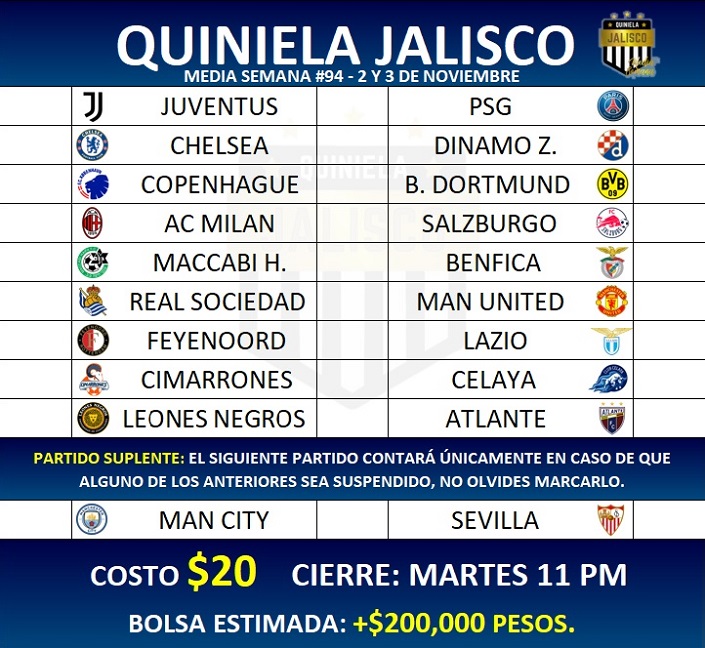 QUINIELA JALISCO
MEDIA SEMANA #94 - 2 Y 3 DE NOVIEMBRE
JUVENTUS PSG
CHELSEA DINAMO Z.
COPENHAGUE B. DORTMUND
AC MILAN SALZBURGO
MACCABI H. BENFICA
REAL SOCIEDAD MAN UNITED
FEYENOORD LAZIO
CIMARRONES CELAYA
LEONES NEGROS ATLANTE
PARTIDO SUPLENTE: EL SIGUIENTE PARTIDO CONTARÁ ÚNICAMENTE EN CASO DE QUE
ALGUNO DE LOS ANTERIORES SEA SUSPENDIDO, NO OLVIDES MARCARLO.
MAN CITY SEVILLA
COSTO $20 CIERRE: MARTES 11 PM
BOLSA ESTIMADA: +$200,000 PESOS.